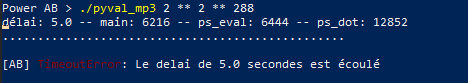 Power AB > ./pyval_mp3 2 ** 2 ** 288
délai: 5.0 -- main: 6216 -- ps_eval: 6444 -- ps_dot: 12852
..................................................
[AB] TimeoutError: Le delai de 5.0 secondes est écoulé